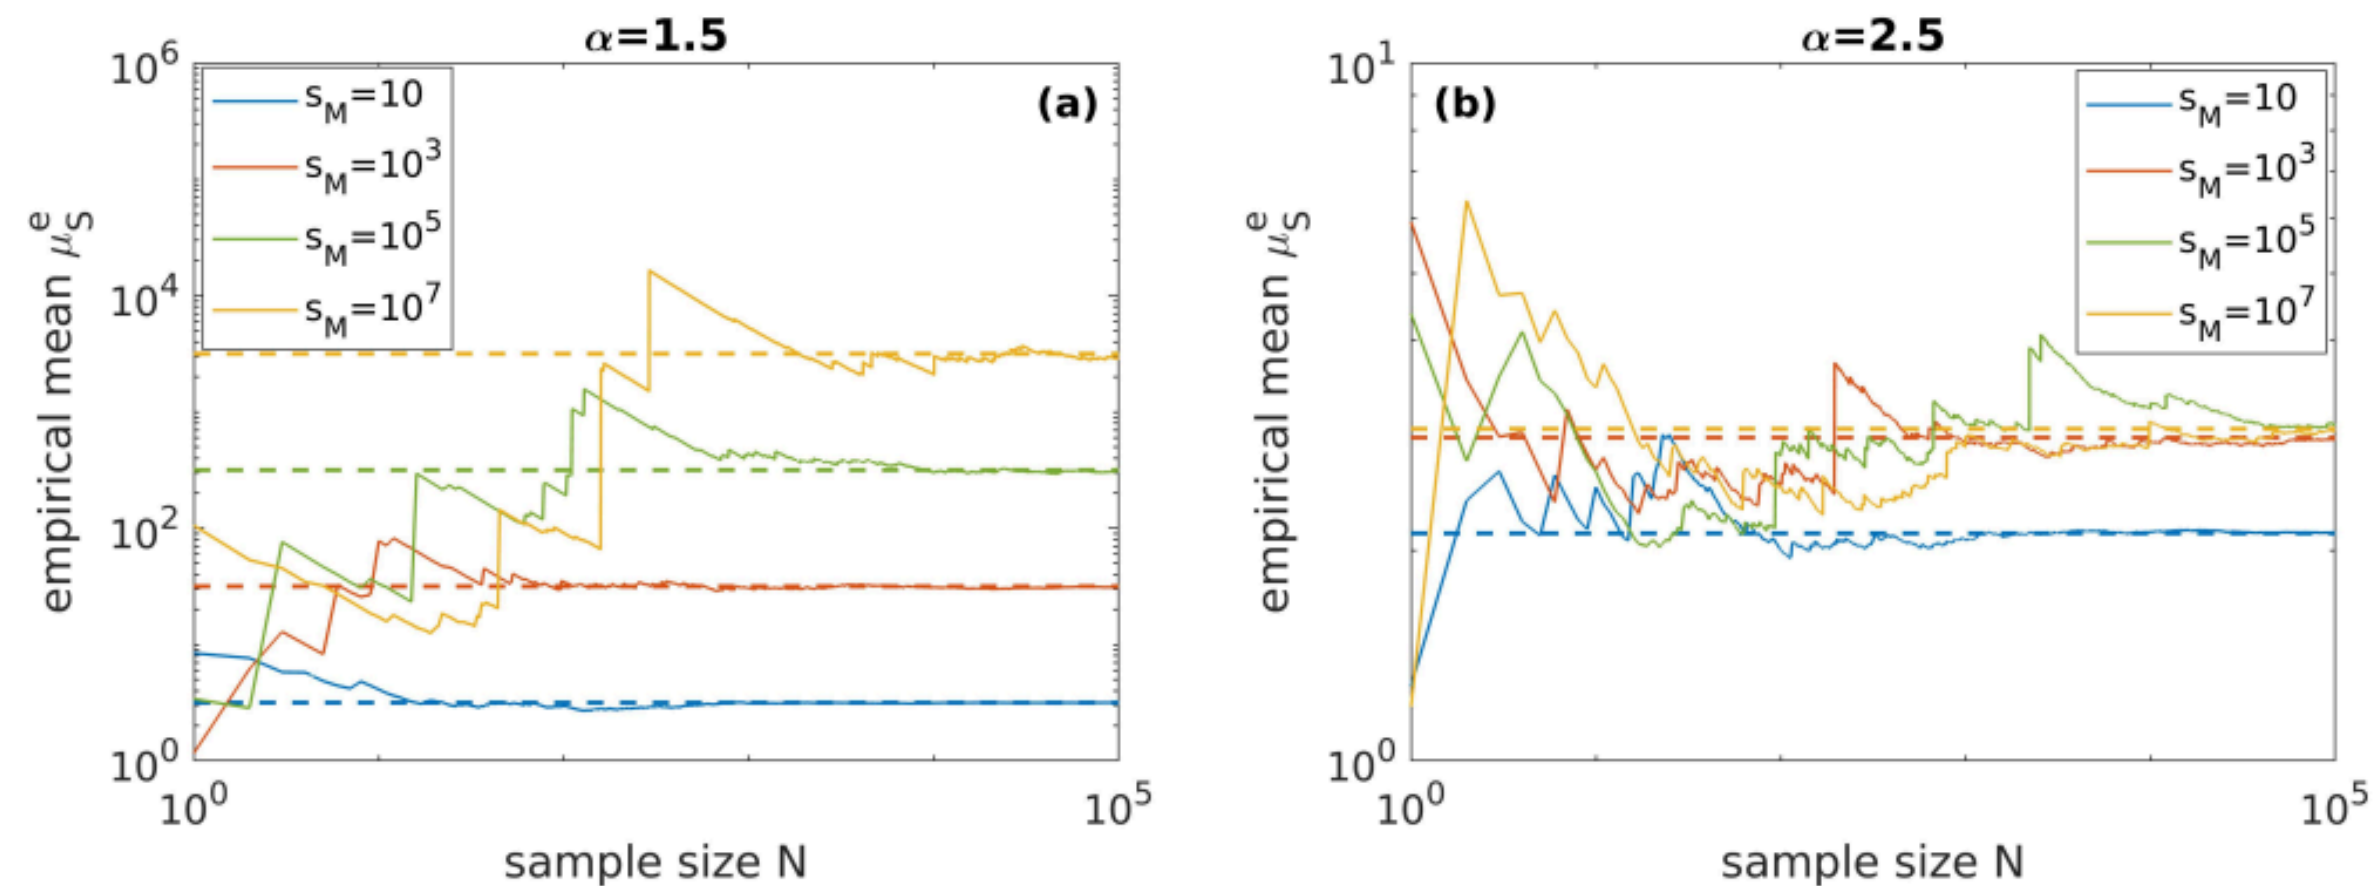 α=1.5
10^6
10^4
10^2
10^0
empirical mean μ_S^e
s_M=10
s_M=10^3
s_M=10^5
s_M=10^7
(a)
10^0
10^5
sample size N
α=2.5
10^1
10^0
empirical mean μ_S^e
(b)
s_M=10
s_M=10^3
s_M=10^5
s_M=10^7
10^0
10^5
sample size N